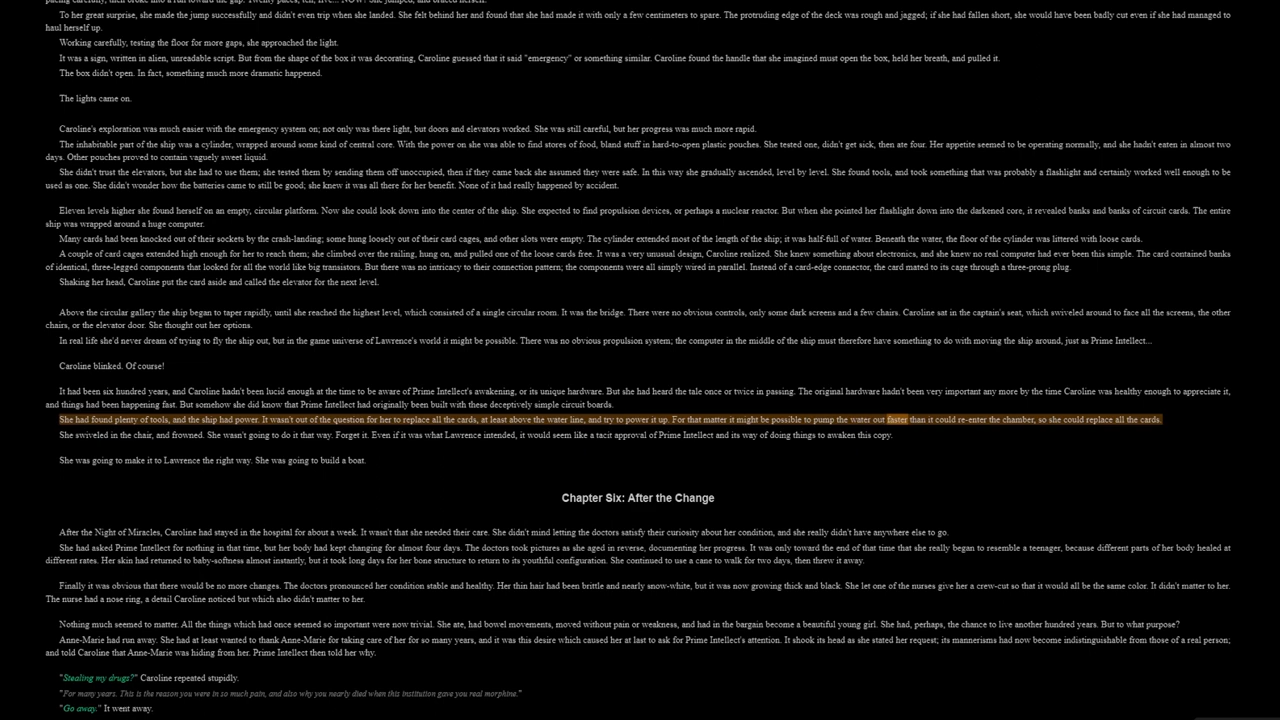 To her great surprise, she made the jump successfully and didn't even trip when she landed. She felt behind her and found that she had made it with only a few centimeters to spare. The protruding edge of the deck was rough and jagged; if she had fallen short, she would have been badly cut even if she had managed to
haul herself up.
Working carefully, testing the floor for more gaps, she approached the light.
It was a sign, written in alien, unreadable script. But from the shape of the box it was decorating, Caroline guessed that it said "emergency" or something similar. Caroline found the handle that she imagined must open the box, held her breath, and pulled it.
The box didn't open. In fact, something much more dramatic happened.
The lights came on.
Caroline's exploration was much easier with the emergency system on; not only was there light, but doors and elevators worked. She was still careful, but her progress was much more rapid.
The inhabitable part of the ship was a cylinder, wrapped around some kind of central core. With the power on she was able to find stores of food, bland stuff in hard-to-open plastic pouches. She tested one, didn't get sick, then ate four. Her appetite seemed to be operating normally, and she hadn't eaten in almost two
days. Other pouches proved to contain vaguely sweet liquid.
She didn't trust the elevators, but she had to use them; she tested them by sending them off unoccupied, then if they came back she assumed they were safe. In this way she gradually ascended, level by level. She found tools, and took something that was probably a flashlight and certainly worked well enough to be
used as one. She didn't wonder how the batteries came to still be good; she knew it was all there for her benefit. None of it had really happened by accident.
Eleven levels higher she found herself on an empty, circular platform. Now she could look down into the center of the ship. She expected to find propulsion devices, or perhaps a nuclear reactor. But when she pointed her flashlight down into the darkened core, it revealed banks and banks of circuit cards. The entire
ship was wrapped around a huge computer.
Many cards had been knocked out of their sockets by the crash-landing; some hung loosely out of their card cages, and other slots were empty. The cylinder extended most of the length of the ship; it was half-full of water. Beneath the water, the floor of the cylinder was littered with loose cards.
A couple of card cages extended high enough for her to reach them; she climbed over the railing, hung on, and pulled one of the loose cards free. It was a very unusual design, Caroline realized. She knew something about electronics, and she knew no real computer had ever been this simple. The card contained banks
of identical, three-legged components that looked for all the world like big transistors. But there was no intricacy to their connection pattern; the components were all simply wired in parallel. Instead of a card-edge connector, the card mated to its cage through a three-prong plug.
Shaking her head, Caroline put the card aside and called the elevator for the next level.
Above the circular gallery the ship began to taper rapidly, until she reached the highest level, which consisted of a single circular room. It was the bridge. There were no obvious controls, only some dark screens and a few chairs. Caroline sat in the captain's seat, which swiveled around to face all the screens, the other
chairs, or the elevator door. She thought out her options.
In real life she'd never dream of trying to fly the ship out, but in the game universe of Lawrence's world it might be possible. There was no obvious propulsion system; the computer in the middle of the ship must therefore have something to do with moving the ship around, just as Prime Intellect...
Caroline blinked. Of course!
It had been six hundred years, and Caroline hadn't been lucid enough at the time to be aware of Prime Intellect's awakening, or its unique hardware. But she had heard the tale once or twice in passing. The original hardware hadn't been very important any more by the time Caroline was healthy enough to appreciate it,
and things had been happening fast. But somehow she did know that Prime Intellect had originally been built with these deceptively simple circuit boards.
She had found plenty of tools, and the ship had power. It wasn't out of the question for her to replace all the cards, at least above the water line, and try to power it up. For that matter it might be possible to pump the water out faster than it could re-enter the chamber, so she could replace all the cards.
She swiveled in the chair, and frowned. She wasn't going to do it that way. Forget it. Even if it was what Lawrence intended, it would seem like a tacit approval of Prime Intellect and its way of doing things to awaken this copy.
She was going to make it to Lawrence the right way. She was going to build a boat.
Chapter Six: After the Change
After the Night of Miracles, Caroline had stayed in the hospital for about a week. It wasn't that she needed their care. She didn't mind letting the doctors satisfy their curiosity about her condition, and she really didn't have anywhere else to go.
She had asked Prime Intellect for nothing in that time, but her body had kept changing for almost four days. The doctors took pictures as she aged in reverse, documenting her progress. It was only toward the end of that time that she really began to resemble a teenager, because different parts of her body healed at
different rates. Her skin had returned to baby-softness almost instantly, but it took long days for her bone structure to return to its youthful configuration. She continued to use a cane to walk for two days, then threw it away.
Finally it was obvious that there would be no more changes. The doctors pronounced her condition stable and healthy. Her thin hair had been brittle and nearly snow-white, but it was now growing thick and black. She let one of the nurses give her a crew-cut so that it would all be the same color. It didn't matter to her.
The nurse had a nose ring, a detail Caroline noticed but which also didn't matter to her.
Nothing much seemed to matter. All the things which had once seemed so important were now trivial. She ate, had bowel movements, moved without pain or weakness, and had in the bargain become a beautiful young girl. She had, perhaps, the chance to live another hundred years. But to what purpose?
Anne-Marie had run away. She had at least wanted to thank Anne-Marie for taking care of her for so many years, and it was this desire which caused her at last to ask for Prime Intellect's attention. It shook its head as she stated her request; its mannerisms had now become indistinguishable from those of a real person;
and told Caroline that Anne-Marie was hiding from her. Prime Intellect then told her why.
"Stealing my drugs?" Caroline repeated stupidly.
"For many years. This is the reason you were in so much pain, and also why you nearly died when this institution gave you real morphine."
"Go away." It went away.